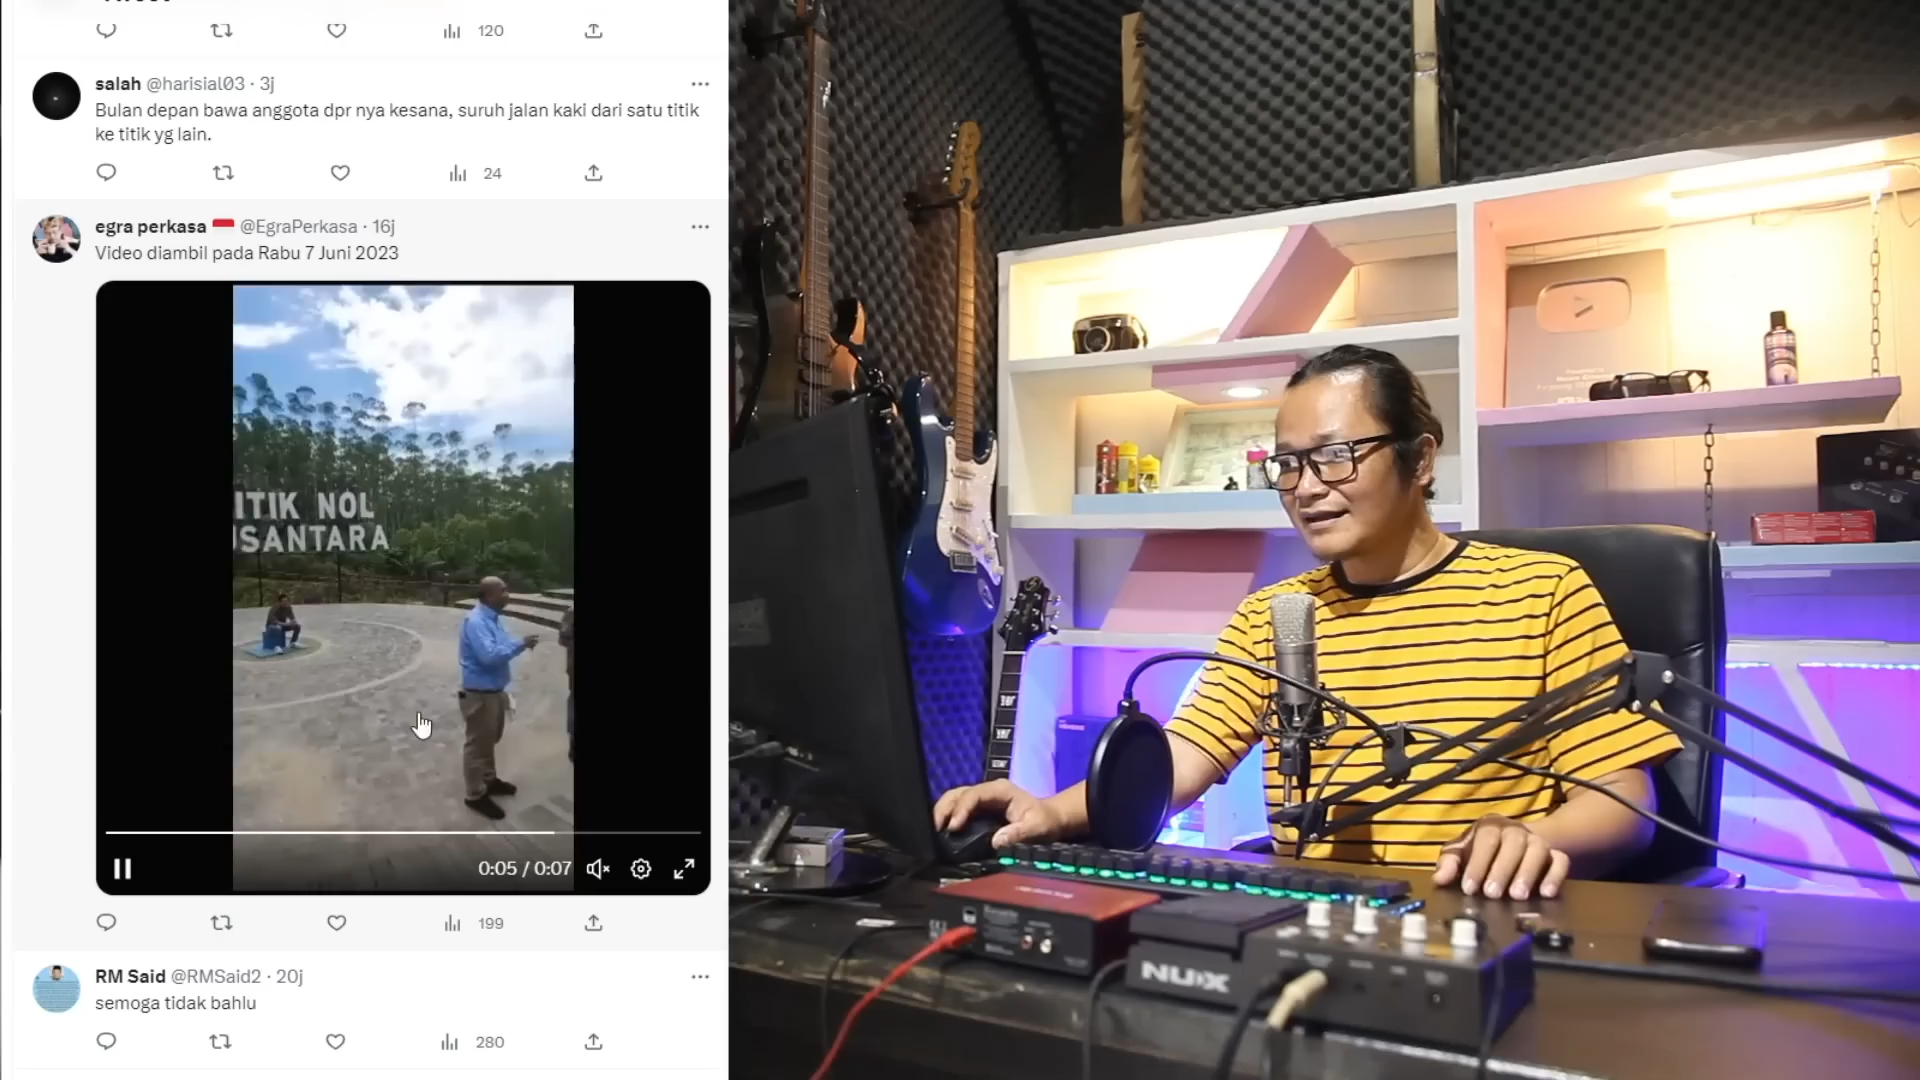 120
salah @harisial03 · 3j
Bulan depan bawa anggota dpr nya kesana, suruh jalan kaki dari satu titik
ke titik yg lain.
24
egra perkasa @EgraPerkasa · 16j
Video diambil pada Rabu 7 Juni 2023
ITIK NOL
USANTARA
0:05 / 0:07
199
RM Said @RMSaid2 · 20j
semoga tidak bahlu
280
NUX